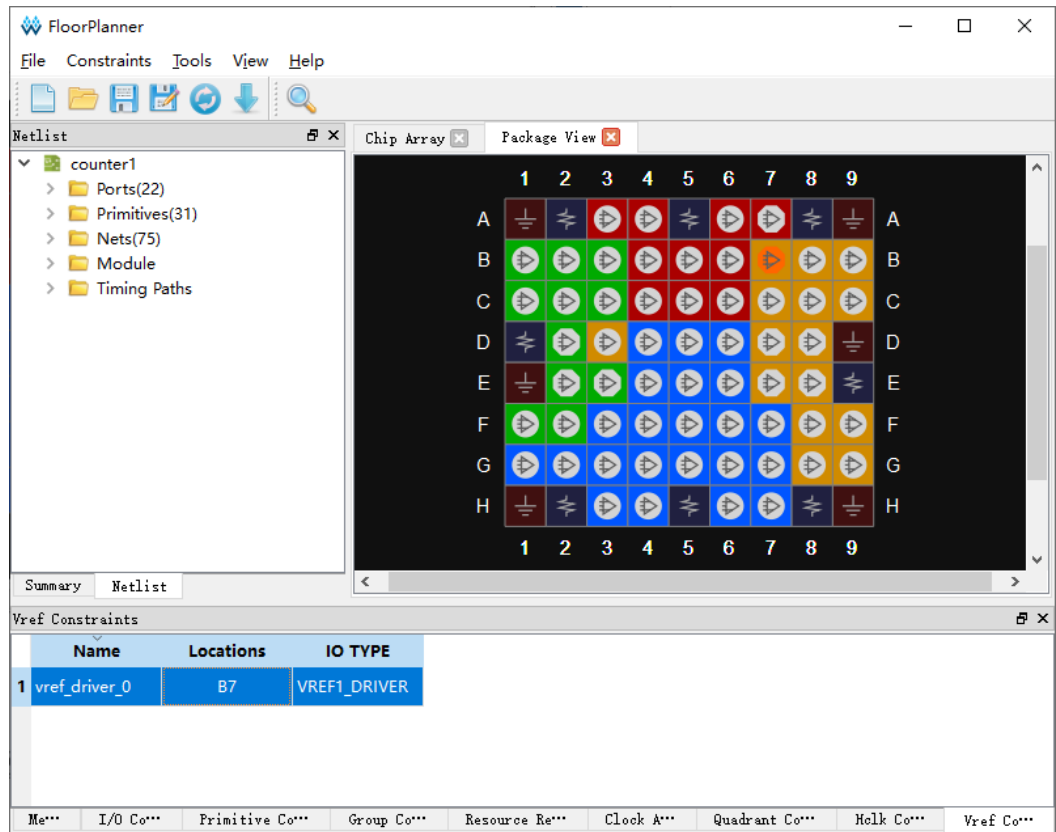 FloorPlanner
File Constraints Tools View Help
Netlist
counter1
Ports(22)
Primitives(31)
Nets(75)
Module
Timing Paths
Summary Netlist
Chip Array Package View
1 2 3 4 5 6 7 8 9
A A
B B
C C
D D
E E
F F
G G
H H
1 2 3 4 5 6 7 8 9
Vref Constraints
Name Locations IO TYPE
1 vref_driver_0 B7 VREF1_DRIVER
Me··· I/O Co··· Primitive Co··· Group Co··· Resource Re··· Clock A··· Quadrant Co··· Hclk Co··· Vref Co···